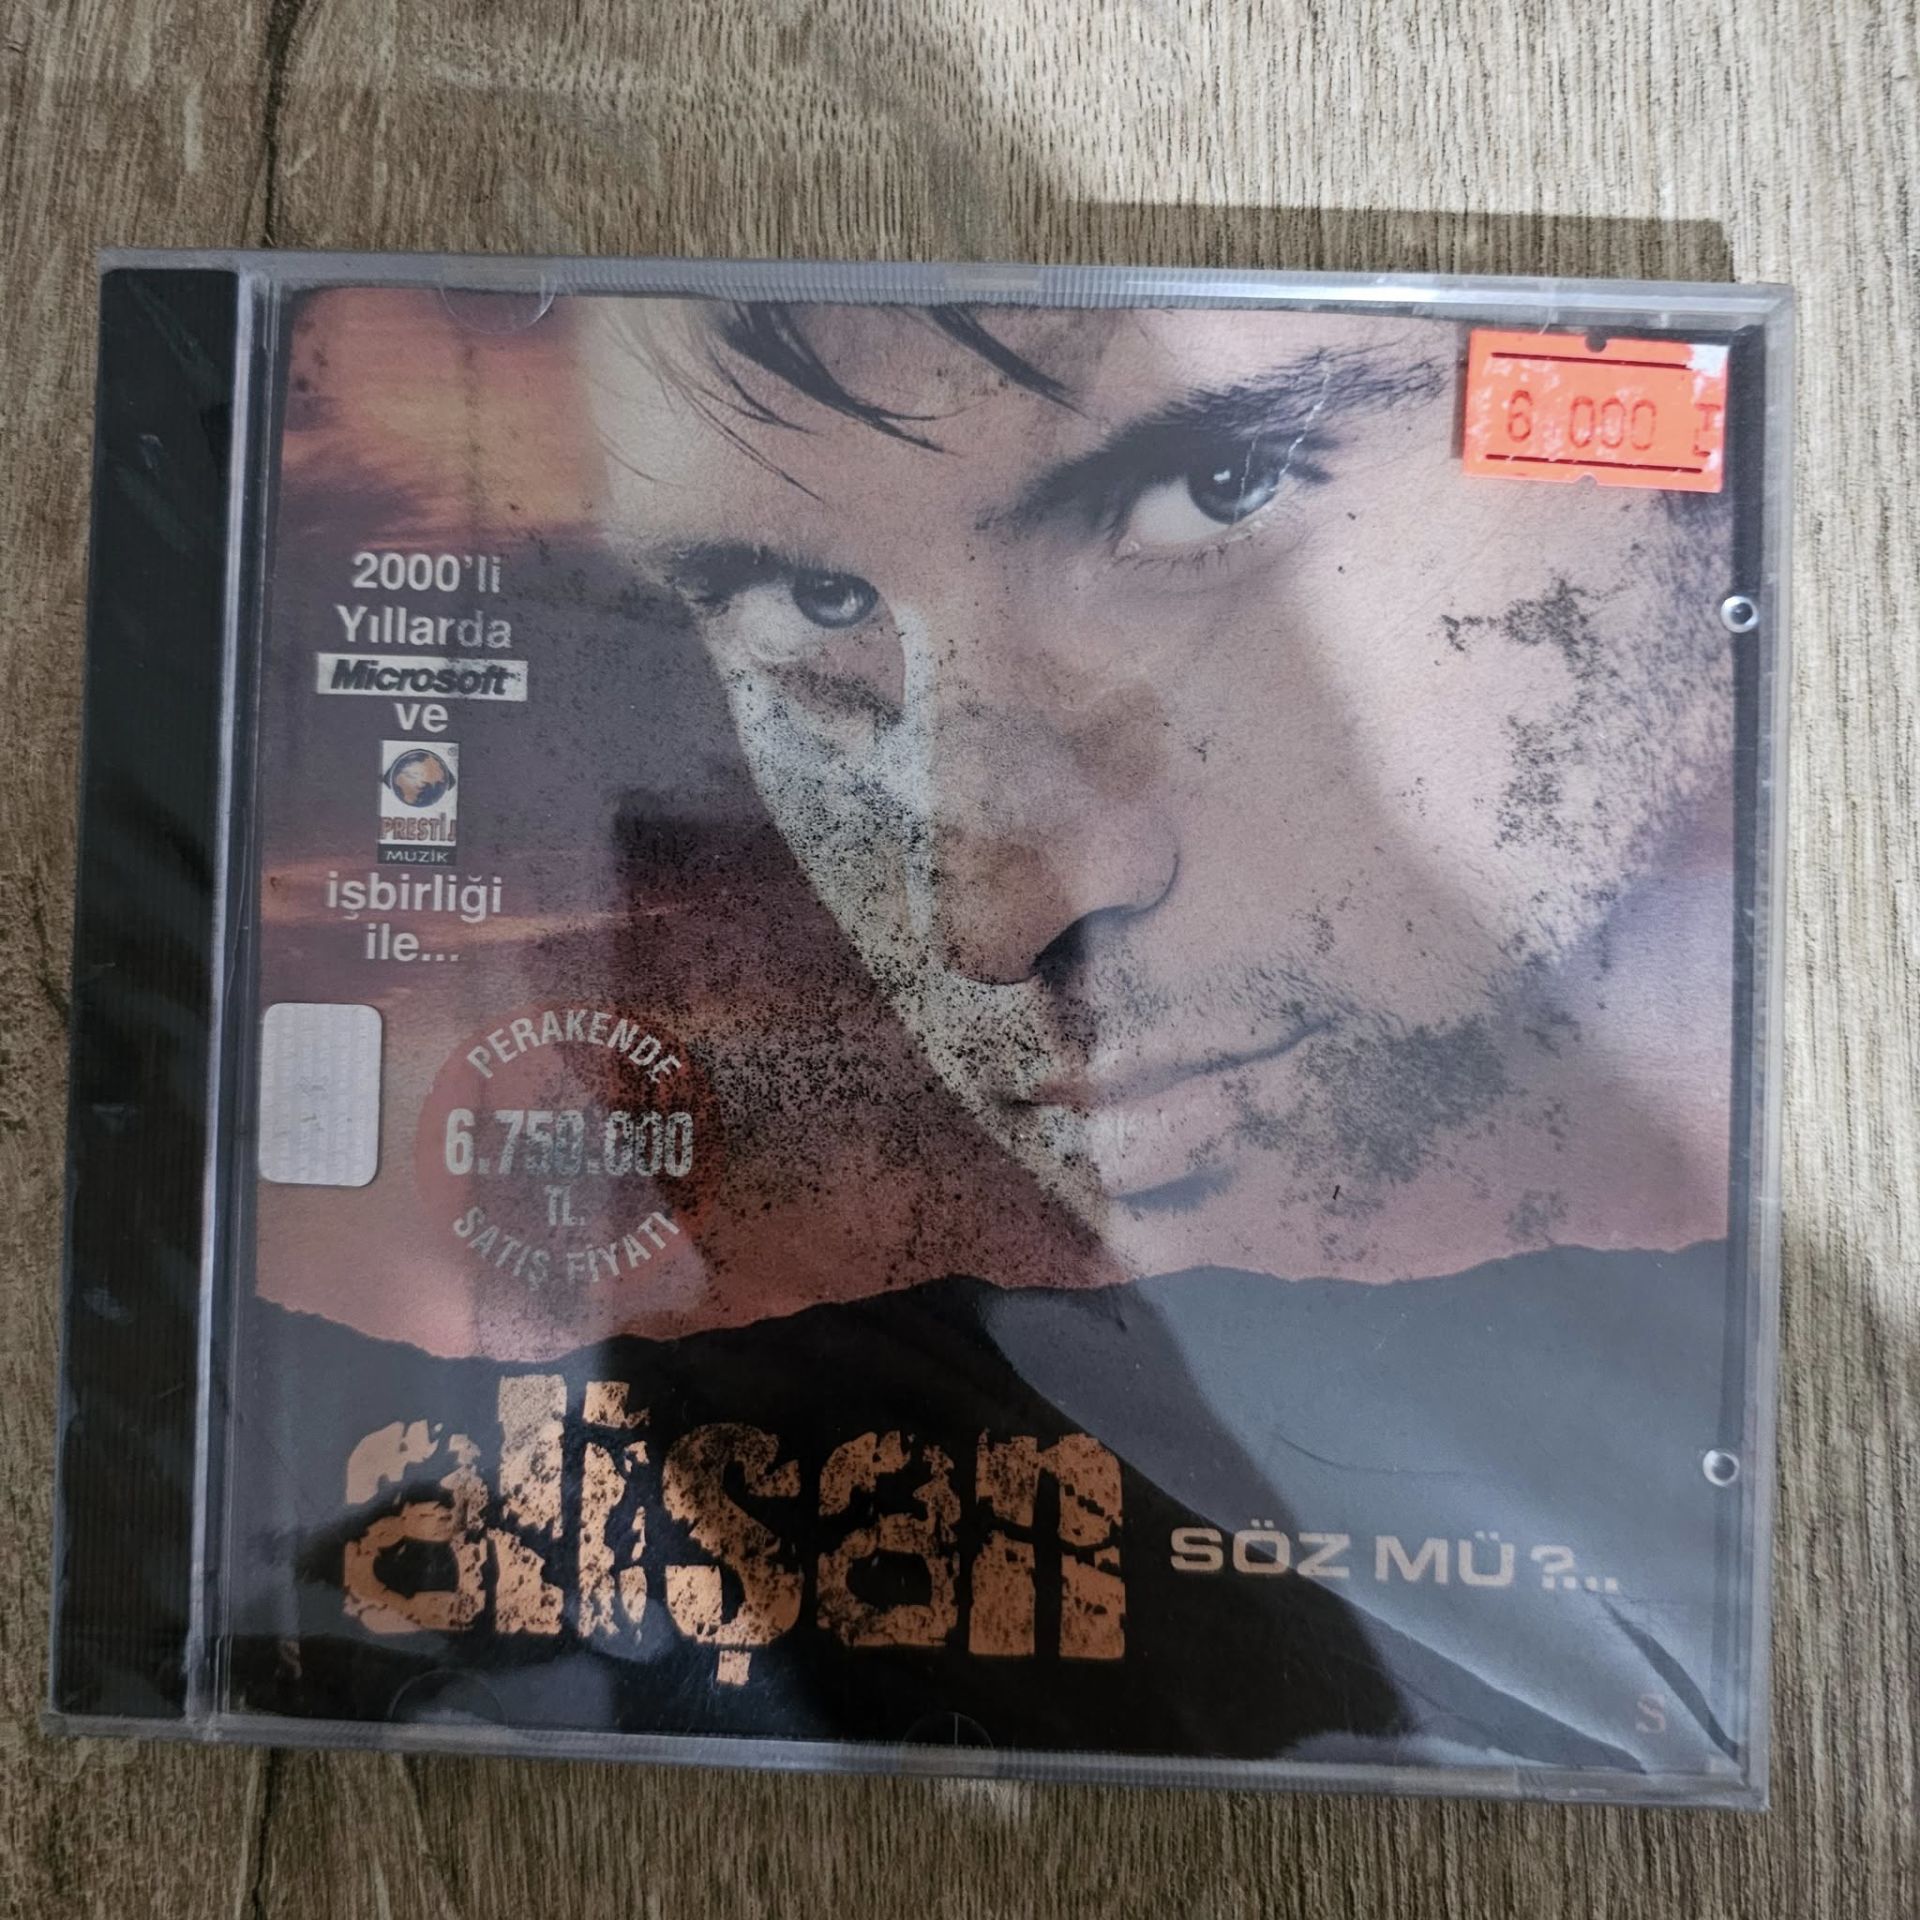 6 000 T
2000'li
Yıllarda
Microsoft
ve
PRESTİJ
MÜZİK
işbirliği
ile...
PERAKENDE
6.750.000
TL.
SATIŞ FİYATI
alişan
SÖZ MÜ?...
S